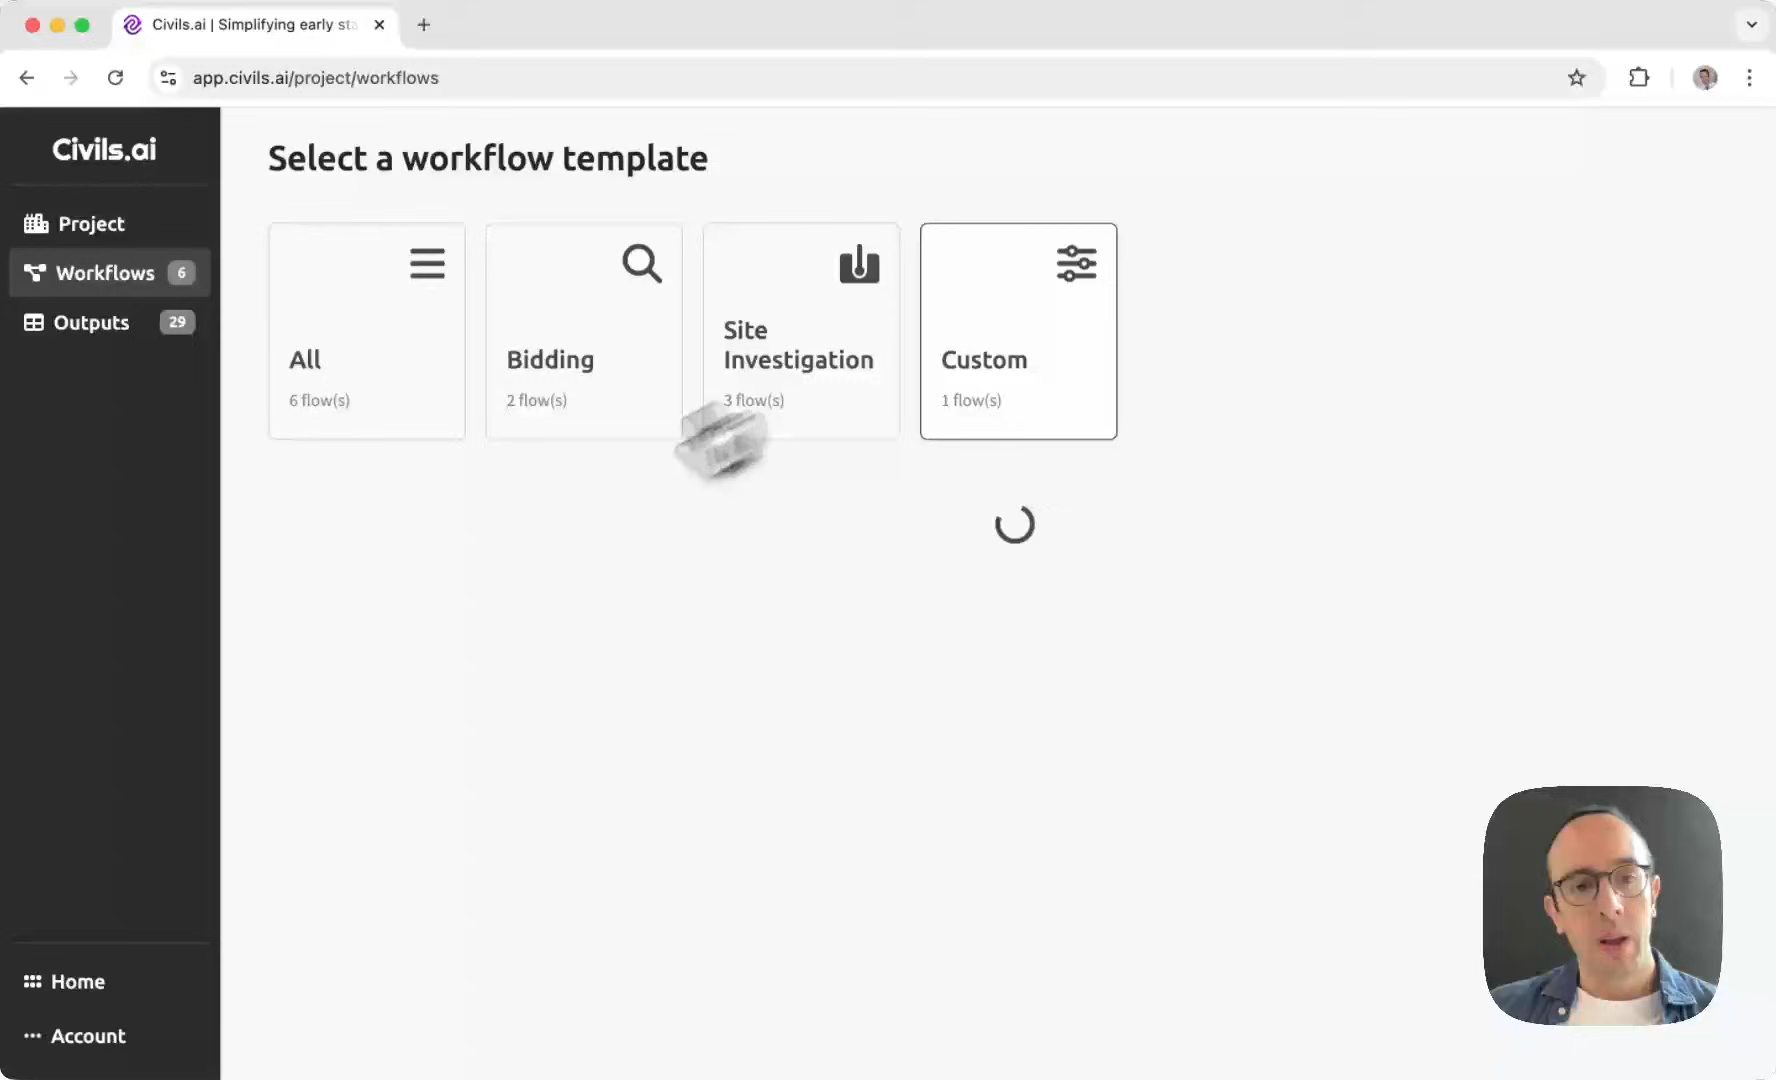 Civils.ai | Simplifying early sta
app.civils.ai/project/workflows
Civils.ai
Project
Workflows 6
Outputs 29
Home
Account
Select a workflow template
All
6 flow(s)
Bidding
2 flow(s)
Site
Investigation
3 flow(s)
Custom
1 flow(s)